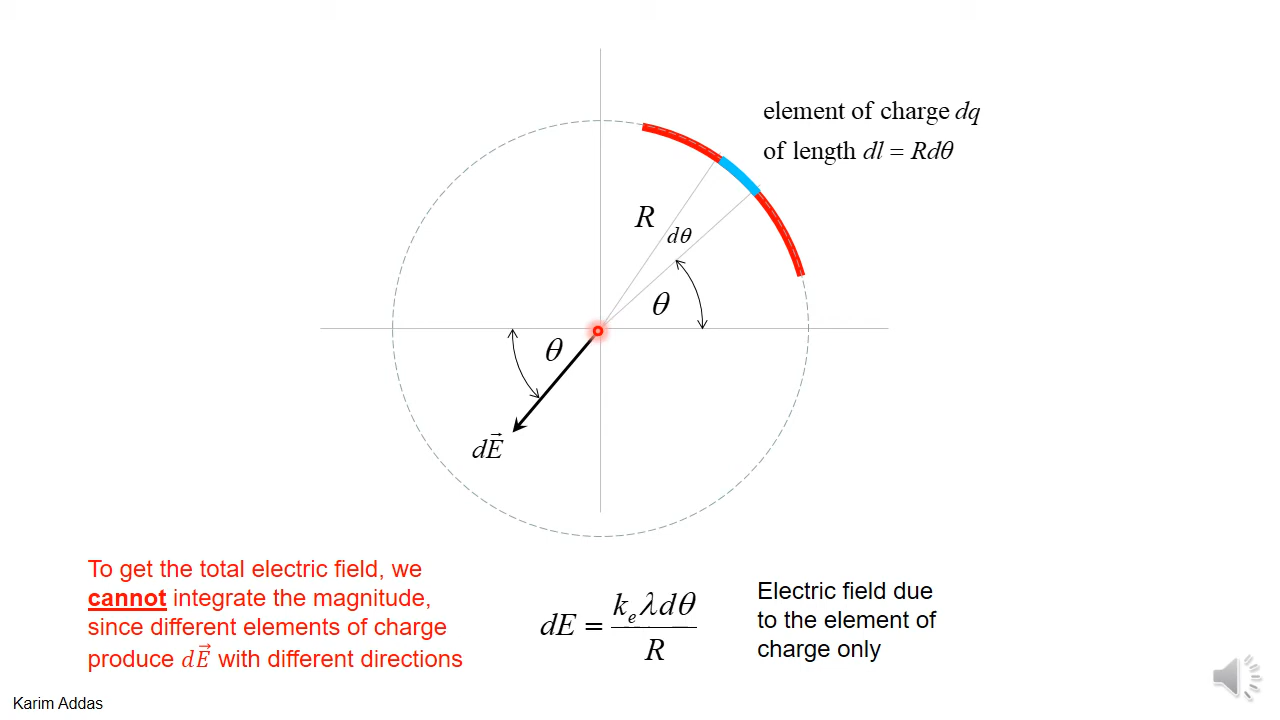 element of charge dq
of length dl = Rdθ
R
dθ
θ
θ
dE⃗
To get the total electric field, we
cannot integrate the magnitude,
since different elements of charge
produce dE⃗ with different directions
dE = kₑλdθ / R
Electric field due
to the element of
charge only
Karim Addas